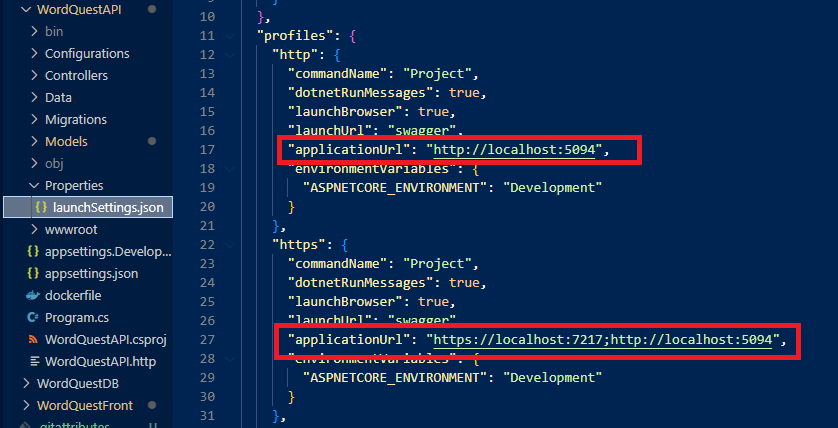 WordQuestAPI
bin
Configurations
Controllers
Data
Migrations
Models
obj
Properties
launchSettings.json
wwwroot
appsettings.Develop...
appsettings.json
dockerfile
Program.cs
WordQuestAPI.csproj
WordQuestAPI.http
WordQuestDB
WordQuestFront
.gitattributes
9 }
10 },
11 "profiles": {
12 "http": {
13 "commandName": "Project",
14 "dotnetRunMessages": true,
15 "launchBrowser": true,
16 "launchUrl": "swagger",
17 "applicationUrl": "http://localhost:5094",
18 "environmentVariables": {
19 "ASPNETCORE_ENVIRONMENT": "Development"
20 }
21 },
22 "https": {
23 "commandName": "Project",
24 "dotnetRunMessages": true,
25 "launchBrowser": true,
26 "launchUrl": "swagger"
27 "applicationUrl": "https://localhost:7217;http://localhost:5094",
28 "environmentVariables": {
29 "ASPNETCORE_ENVIRONMENT": "Development"
30 }
31 },